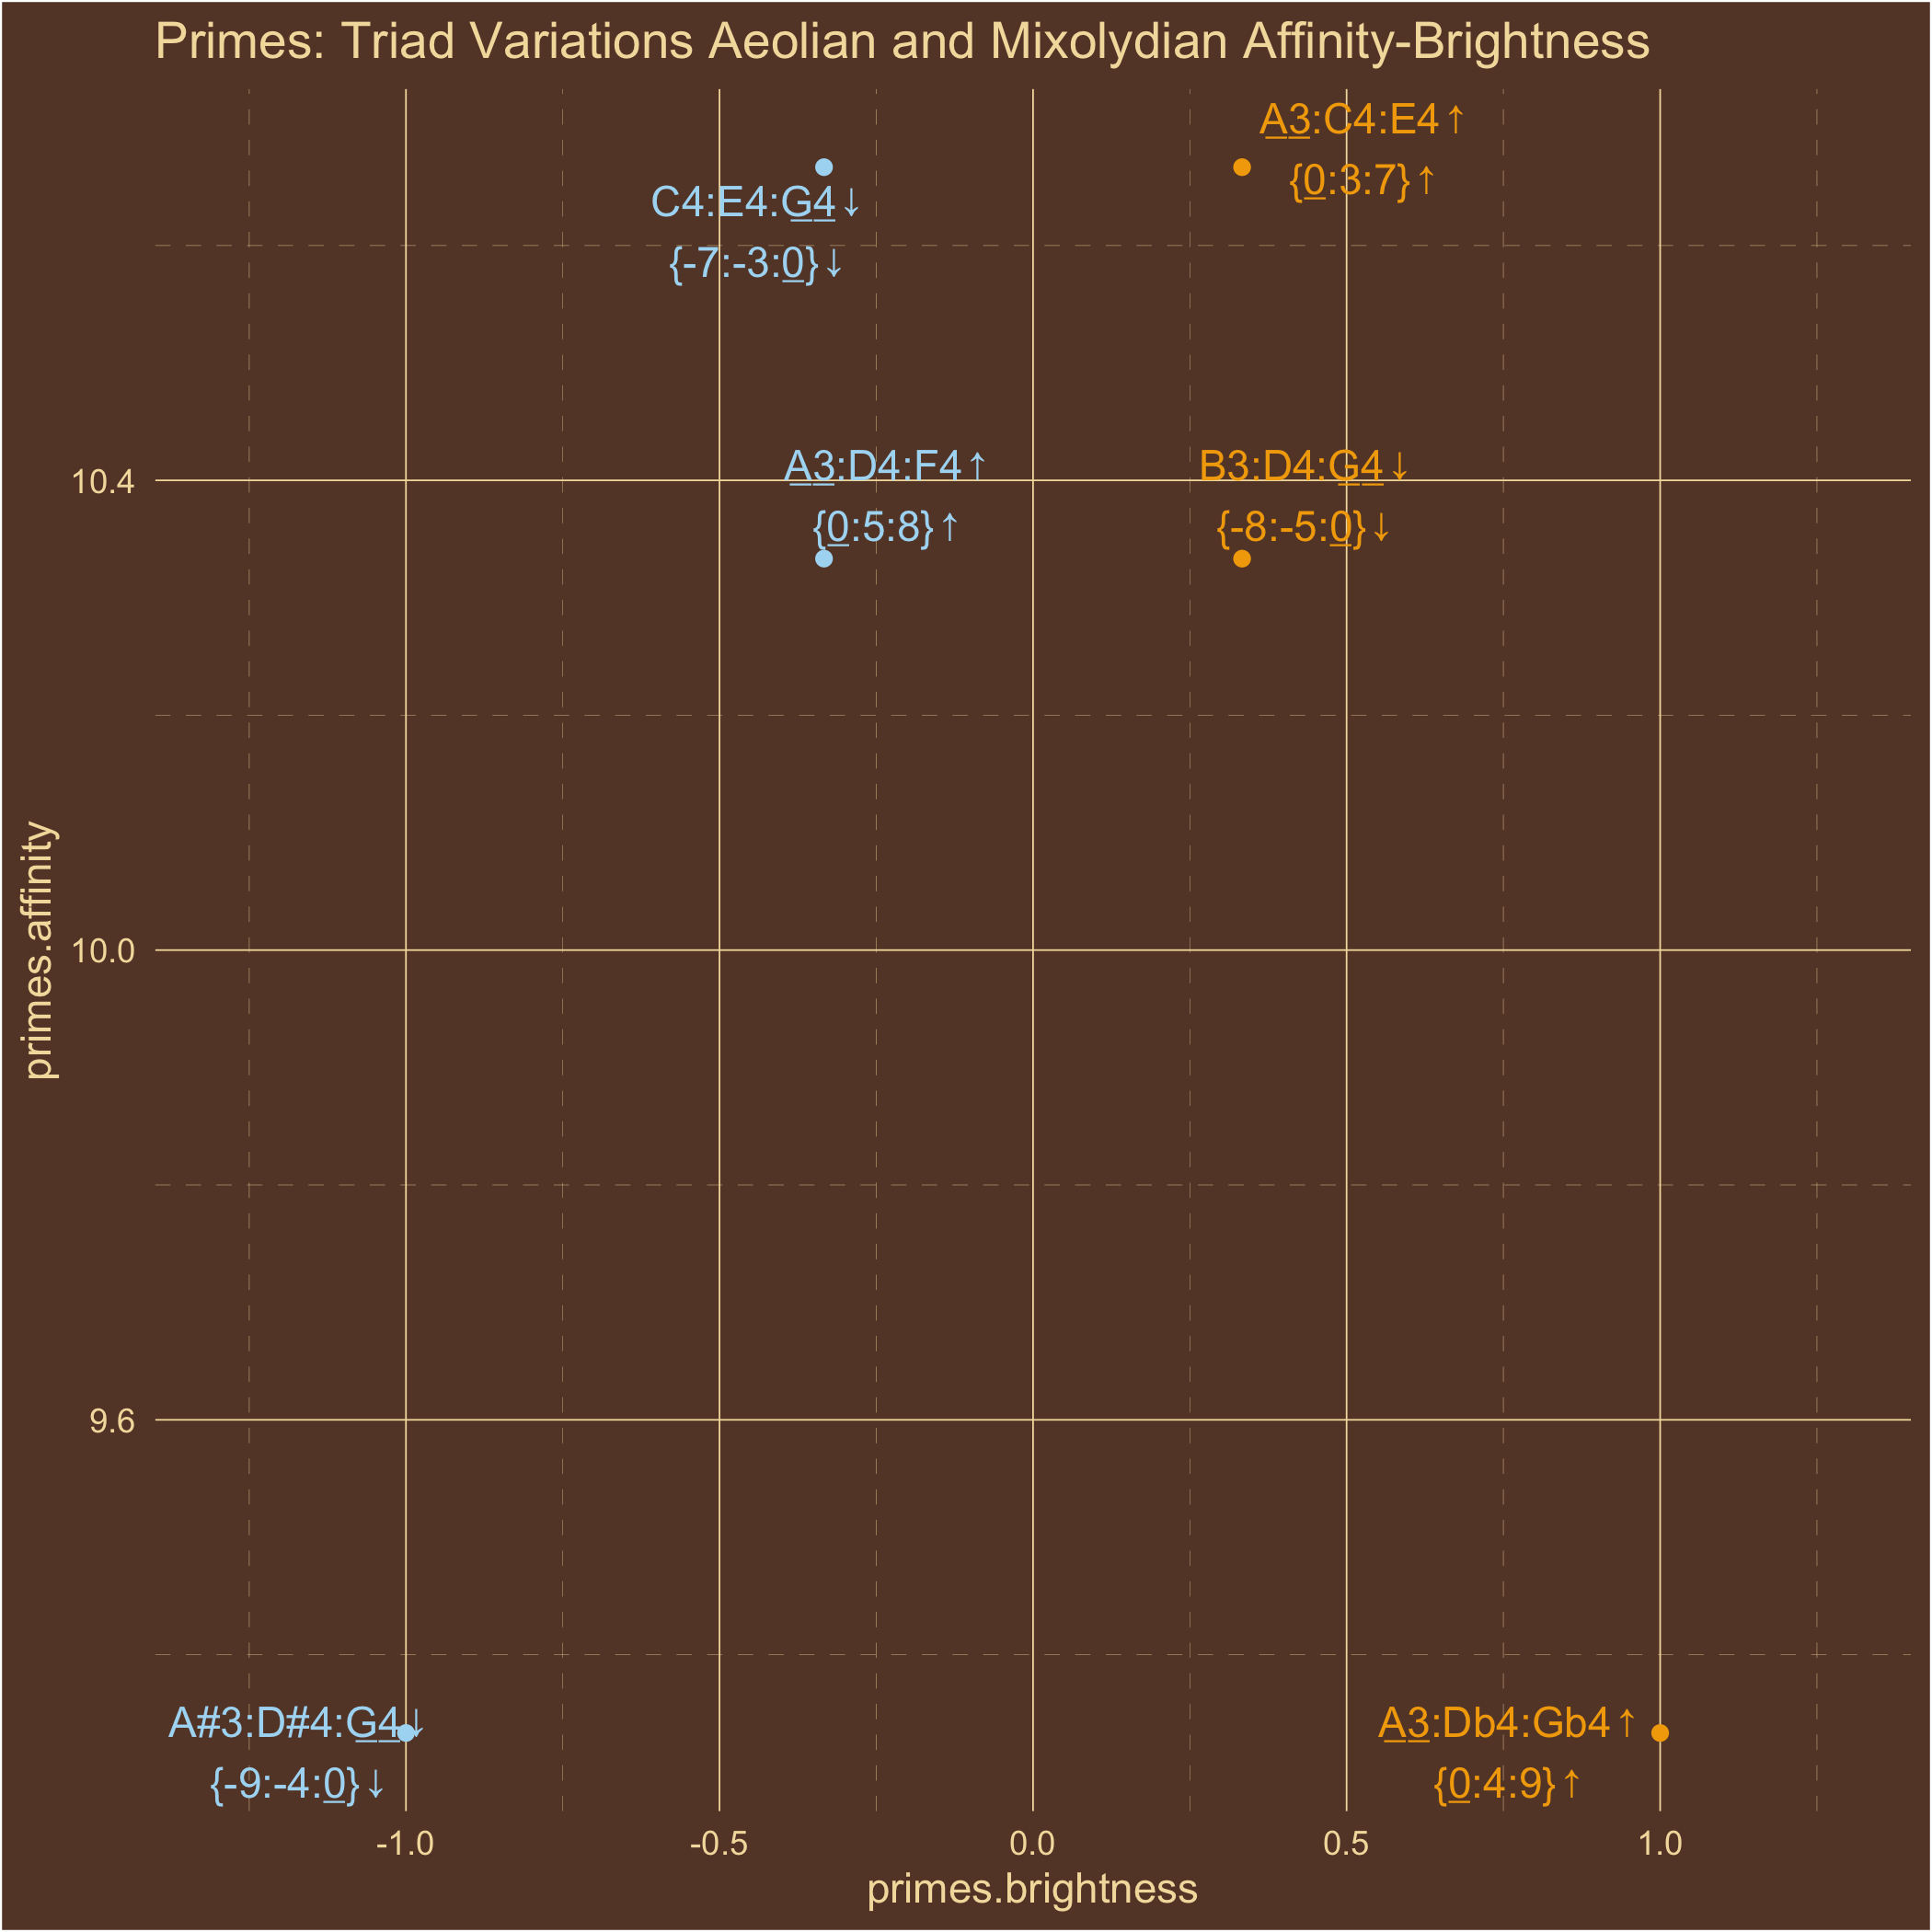 Primes: Triad Variations Aeolian and Mixolydian Affinity-Brightness
A3:C4:E4↑
{0:3:7}↑
C4:E4:G4↓
{-7:-3:0}↓
A3:D4:F4↑
{0:5:8}↑
B3:D4:G4↓
{-8:-5:0}↓
10.4
10.0
9.6
primes.affinity
A#3:D#4:G4↓
{-9:-4:0}↓
A3:Db4:Gb4↑
{0:4:9}↑
-1.0
-0.5
0.0
0.5
1.0
primes.brightness